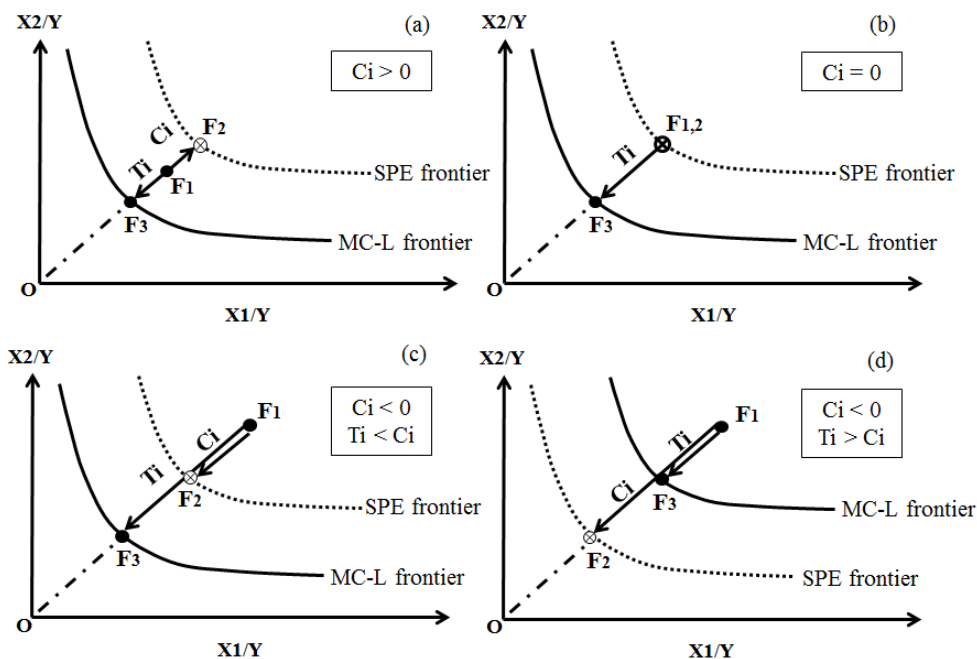 X2/Y
(a)
Ci > 0
F2
Ci
Ti
F1
SPE frontier
F3
MC-L frontier
O
X1/Y
X2/Y
(b)
Ci = 0
F1,2
Ti
SPE frontier
F3
MC-L frontier
O
X1/Y
X2/Y
(c)
Ci < 0
Ti < Ci
F1
Ci
Ti
F2
SPE frontier
F3
MC-L frontier
O
X1/Y
X2/Y
(d)
Ci < 0
Ti > Ci
F1
Ti
Ci
F3
MC-L frontier
F2
SPE frontier
O
X1/Y